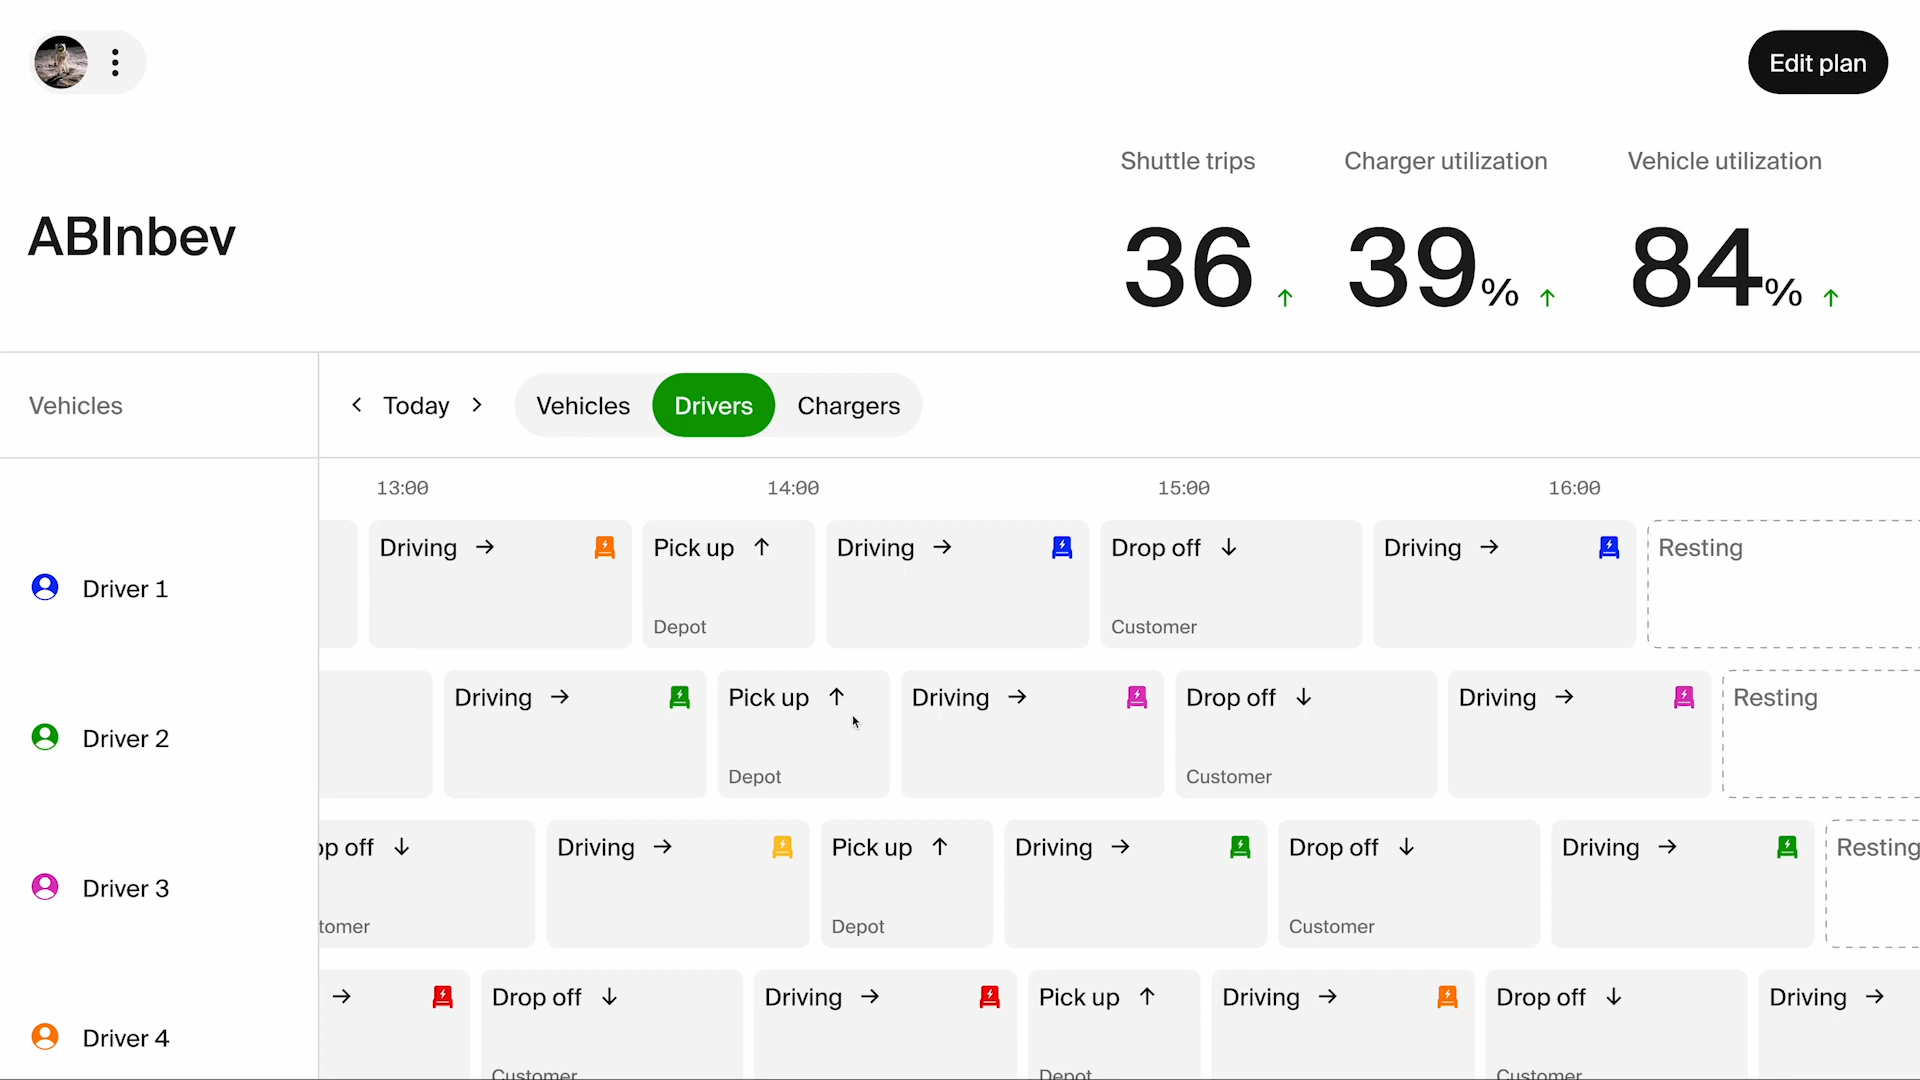 Edit plan
Shuttle trips
Charger utilization
Vehicle utilization
ABInbev
36
39%
84%
Vehicles
Today
Vehicles
Drivers
Chargers
13:00
14:00
15:00
16:00
Driver 1
Driving
Pick up
Depot
Driving
Drop off
Customer
Driving
Resting
Driver 2
Driving
Pick up
Depot
Driving
Drop off
Customer
Driving
Resting
Driver 3
op off
tomer
Driving
Pick up
Depot
Driving
Drop off
Customer
Driving
Resting
Driver 4
Drop off
Customer
Driving
Pick up
Depot
Driving
Drop off
Customer
Driving